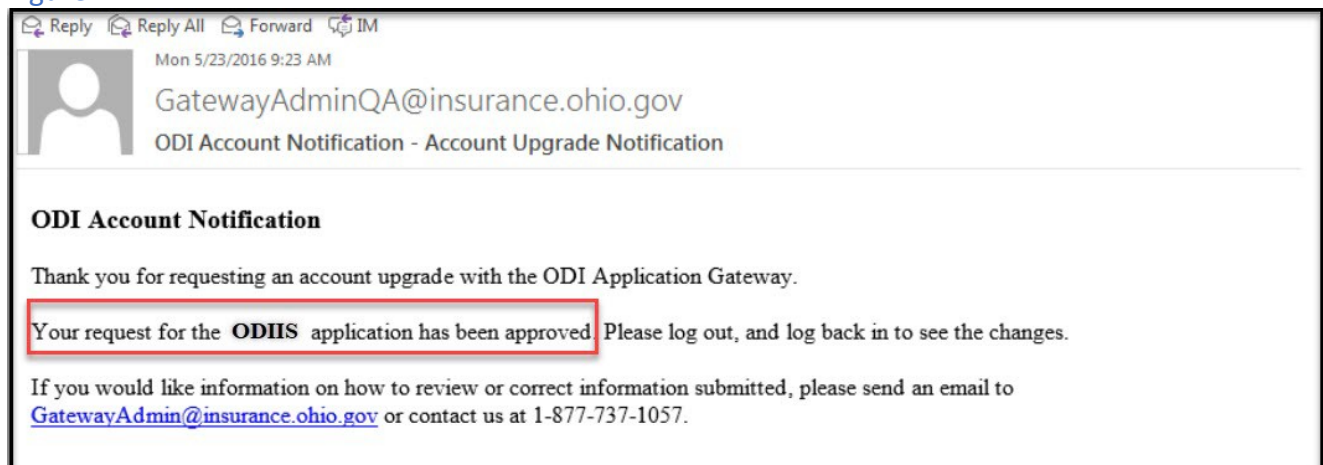 Reply Reply All Forward IM
Mon 5/23/2016 9:23 AM
GatewayAdminQA@insurance.ohio.gov
ODI Account Notification - Account Upgrade Notification
ODI Account Notification
Thank you for requesting an account upgrade with the ODI Application Gateway.
Your request for the ODIIS application has been approved. Please log out, and log back in to see the changes.
If you would like information on how to review or correct information submitted, please send an email to
GatewayAdmin@insurance.ohio.gov or contact us at 1-877-737-1057.